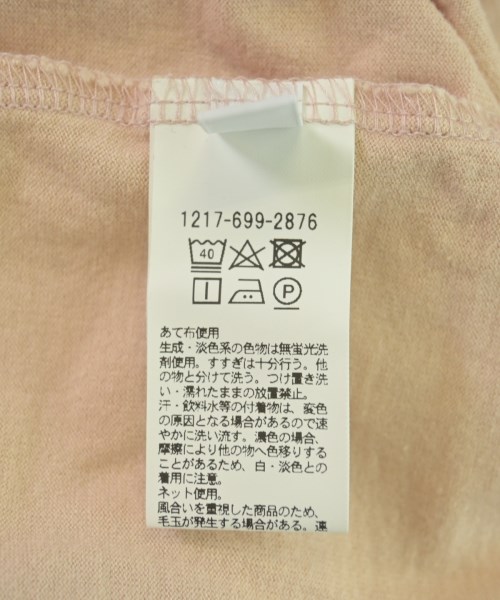 1217-699-2876
40
P
あて布使用
生成・淡色系の色物は無蛍光洗
剤使用。すすぎは十分行う。他
の物と分けて洗う。つけ置き洗
い・濡れたままの放置禁止。
汗・飲料水等の付着物は、変色
の原因となる場合があるので速
やかに洗い流す。濃色の場合、
摩擦により他の物へ色移りする
ことがあるため、白・淡色との
着用に注意。
ネット使用。
風合いを重視した商品のため、
毛玉が発生する場合がある。連